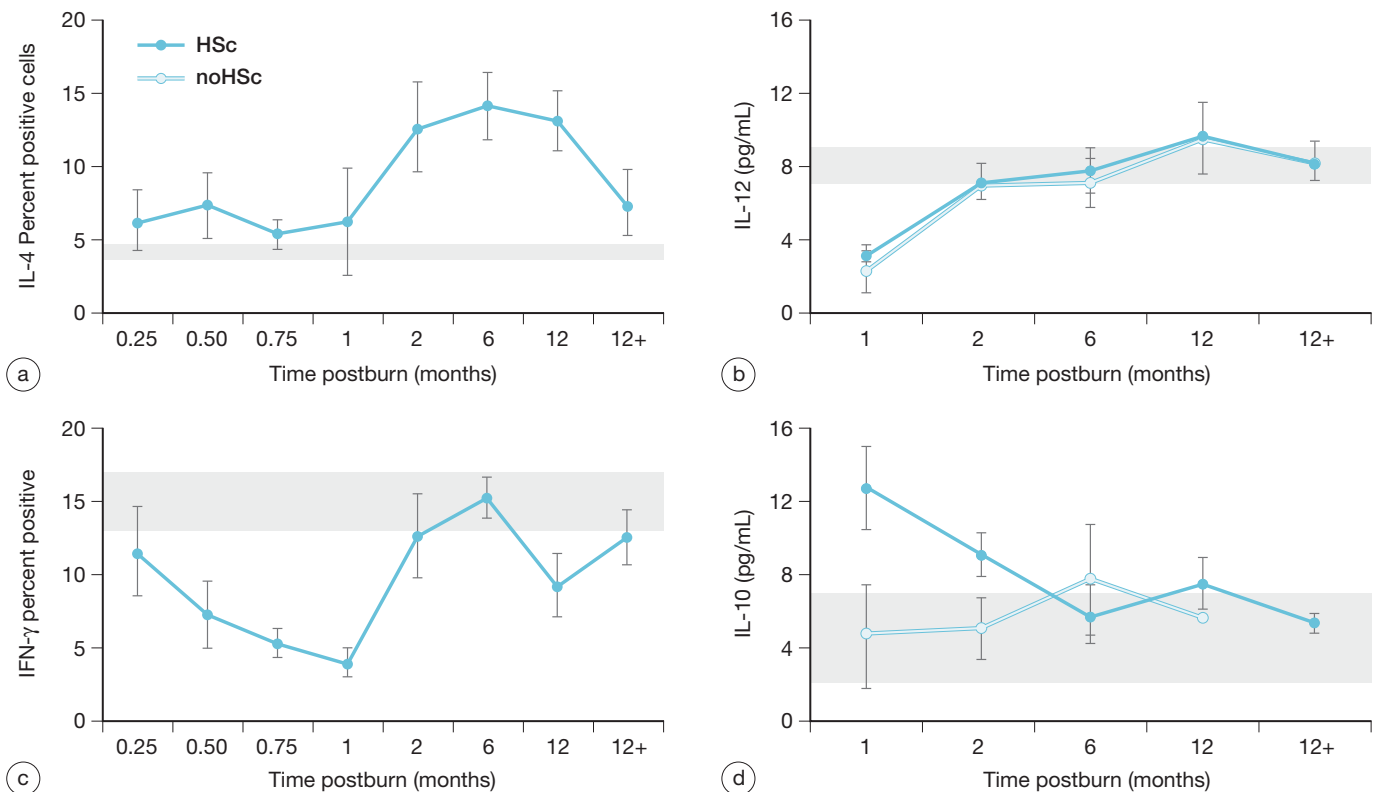 IL-4 Percent positive cells
20
15
10
5
0
HSc
noHSc
0.25 0.50 0.75 1 2 6 12 12+
Time postburn (months)
a
IL-12 (pg/mL)
16
12
8
4
0
1 2 6 12 12+
Time postburn (months)
b
IFN-γ percent positive
20
15
10
5
0
0.25 0.50 0.75 1 2 6 12 12+
Time postburn (months)
c
IL-10 (pg/mL)
16
12
8
4
0
1 2 6 12 12+
Time postburn (months)
d